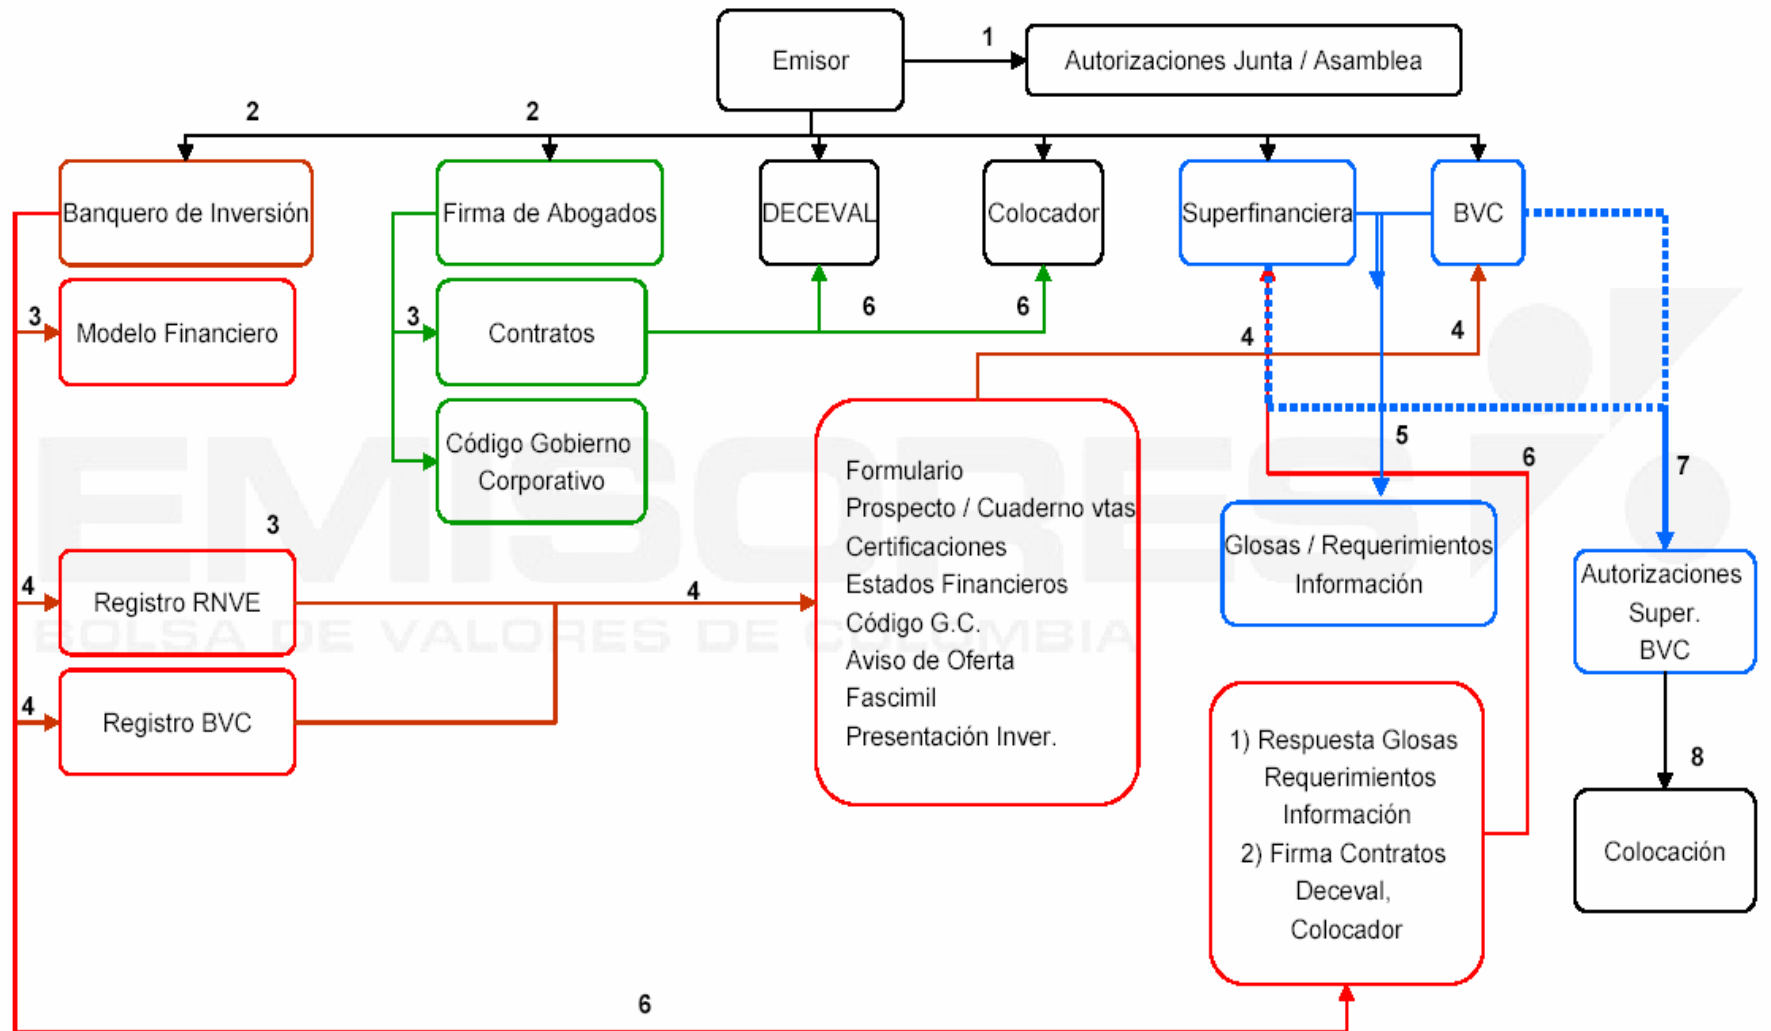 Emisor
1
Autorizaciones Junta / Asamblea
2
2
Banquero de Inversión
Firma de Abogados
DECEVAL
Colocador
Superfinanciera
BVC
3
Modelo Financiero
3
Contratos
6
6
4
4
Código Gobierno
Corporativo
5
6
7
3
4
Registro RNVE
4
4
Registro BVC
Formulario
Prospecto / Cuaderno vtas
Certificaciones
Estados Financieros
Código G.C.
Aviso de Oferta
Fascimil
Presentación Inver.
Glosas / Requerimientos
Información
Autorizaciones
Super.
BVC
8
Colocación
1) Respuesta Glosas
Requerimientos
Información
2) Firma Contratos
Deceval,
Colocador
6
EMISORES
BOLSA DE VALORES DE COLOMBIA